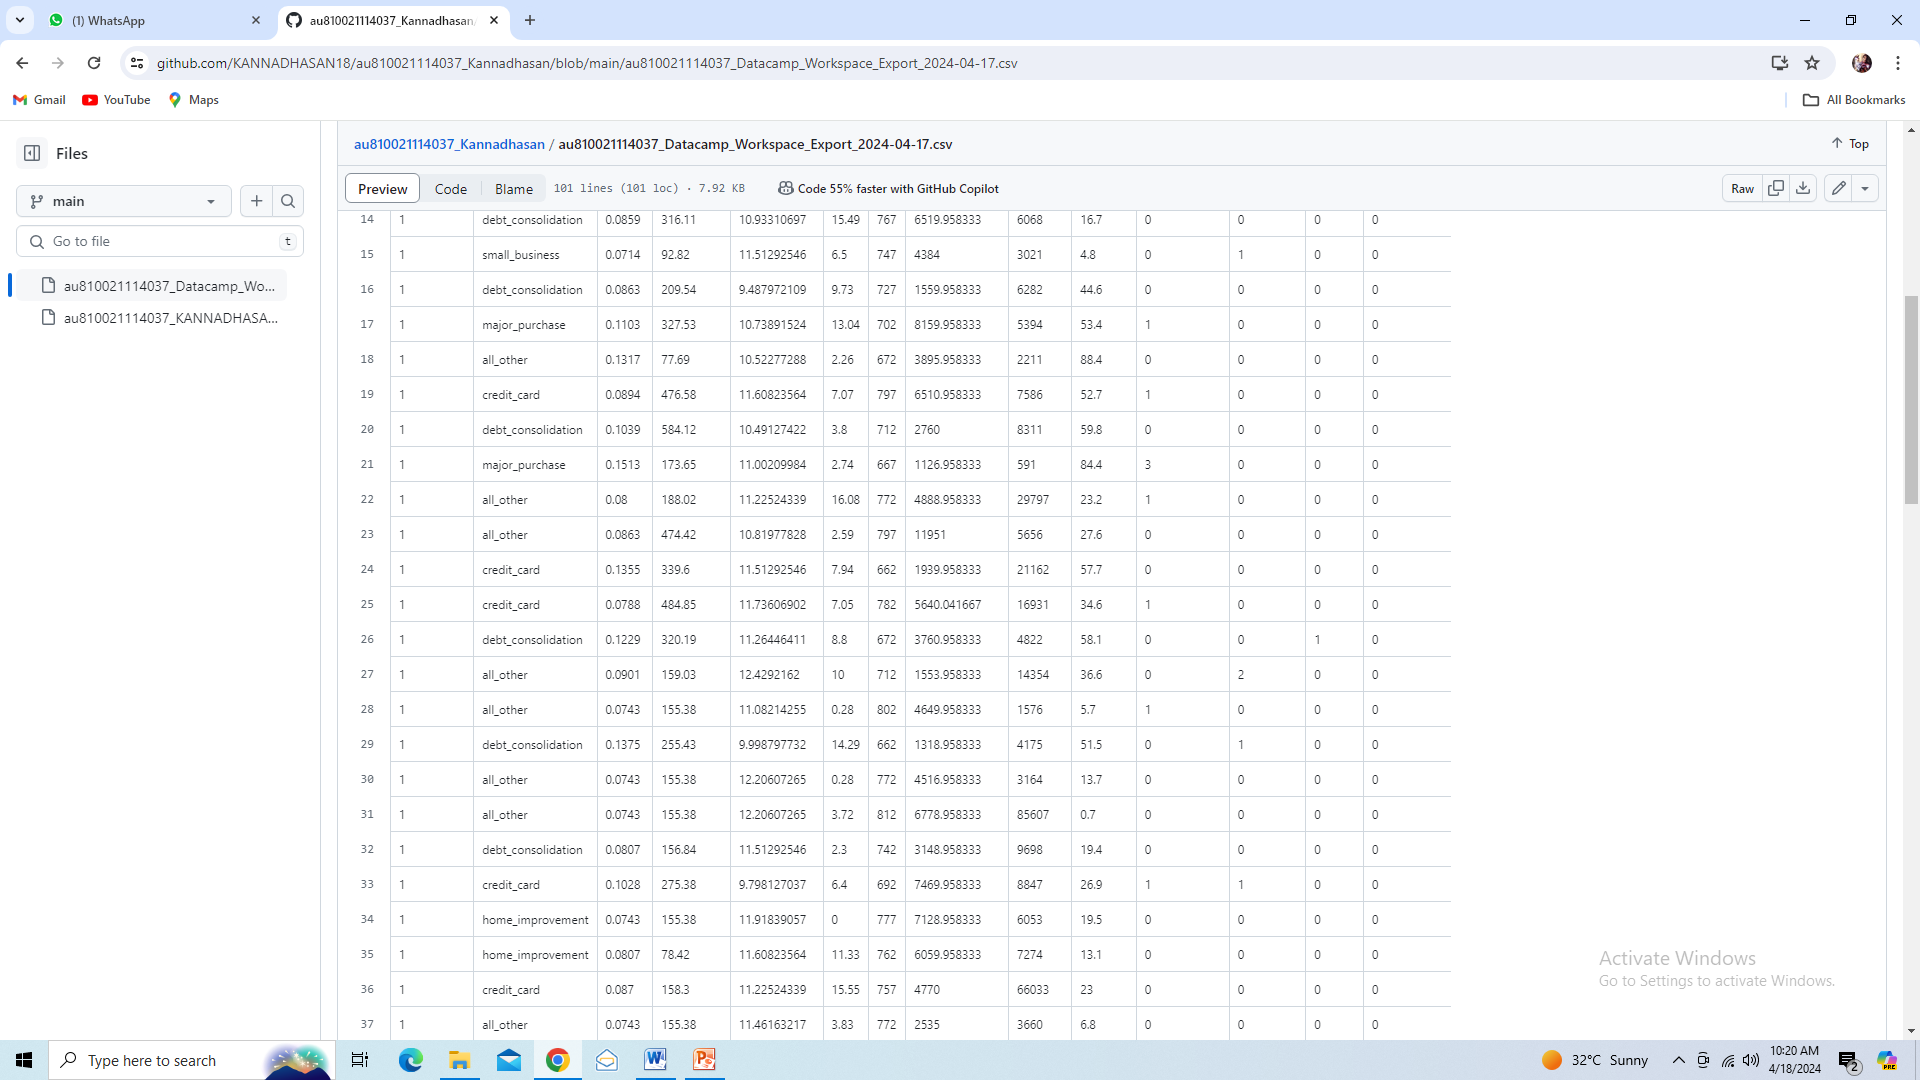 (1) WhatsApp
au810021114037_Kannadhasan
github.com/KANNADHASAN18/au810021114037_Kannadhasan/blob/main/au810021114037_Datacamp_Workspace_Export_2024-04-17.csv
Gmail YouTube Maps All Bookmarks
Files
au810021114037_Kannadhasan / au810021114037_Datacamp_Workspace_Export_2024-04-17.csv
Top
main
Preview Code Blame 101 lines (101 loc) · 7.92 KB Code 55% faster with GitHub Copilot Raw
Go to file t
au810021114037_Datacamp_Wo...
au810021114037_KANNADHASA...
14 1 debt_consolidation 0.0859 316.11 10.93310697 15.49 767 6519.958333 6068 16.7 0 0 0 0
15 1 small_business 0.0714 92.82 11.51292546 6.5 747 4384 3021 4.8 0 1 0 0
16 1 debt_consolidation 0.0863 209.54 9.487972109 9.73 727 1559.958333 6282 44.6 0 0 0 0
17 1 major_purchase 0.1103 327.53 10.73891524 13.04 702 8159.958333 5394 53.4 1 0 0 0
18 1 all_other 0.1317 77.69 10.52277288 2.26 672 3895.958333 2211 88.4 0 0 0 0
19 1 credit_card 0.0894 476.58 11.60823564 7.07 797 6510.958333 7586 52.7 1 0 0 0
20 1 debt_consolidation 0.1039 584.12 10.49127422 3.8 712 2760 8311 59.8 0 0 0 0
21 1 major_purchase 0.1513 173.65 11.00209984 2.74 667 1126.958333 591 84.4 3 0 0 0
22 1 all_other 0.08 188.02 11.22524339 16.08 772 4888.958333 29797 23.2 1 0 0 0
23 1 all_other 0.0863 474.42 10.81977828 2.59 797 11951 5656 27.6 0 0 0 0
24 1 credit_card 0.1355 339.6 11.51292546 7.94 662 1939.958333 21162 57.7 0 0 0 0
25 1 credit_card 0.0788 484.85 11.73606902 7.05 782 5640.041667 16931 34.6 1 0 0 0
26 1 debt_consolidation 0.1229 320.19 11.26446411 8.8 672 3760.958333 4822 58.1 0 0 1 0
27 1 all_other 0.0901 159.03 12.4292162 10 712 1553.958333 14354 36.6 0 2 0 0
28 1 all_other 0.0743 155.38 11.08214255 0.28 802 4649.958333 1576 5.7 1 0 0 0
29 1 debt_consolidation 0.1375 255.43 9.998797732 14.29 662 1318.958333 4175 51.5 0 1 0 0
30 1 all_other 0.0743 155.38 12.20607265 0.28 772 4516.958333 3164 13.7 0 0 0 0
31 1 all_other 0.0743 155.38 12.20607265 3.72 812 6778.958333 85607 0.7 0 0 0 0
32 1 debt_consolidation 0.0807 156.84 11.51292546 2.3 742 3148.958333 9698 19.4 0 0 0 0
33 1 credit_card 0.1028 275.38 9.798127037 6.4 692 7469.958333 8847 26.9 1 1 0 0
34 1 home_improvement 0.0743 155.38 11.91839057 0 777 7128.958333 6053 19.5 0 0 0 0
35 1 home_improvement 0.0807 78.42 11.60823564 11.33 762 6059.958333 7274 13.1 0 0 0 0
36 1 credit_card 0.087 158.3 11.22524339 15.55 757 4770 66033 23 0 0 0 0
37 1 all_other 0.0743 155.38 11.46163217 3.83 772 2535 3660 6.8 0 0 0 0
Activate Windows
Go to Settings to activate Windows.
Type here to search
32°C Sunny
10:20 AM
4/18/2024
2
PRE